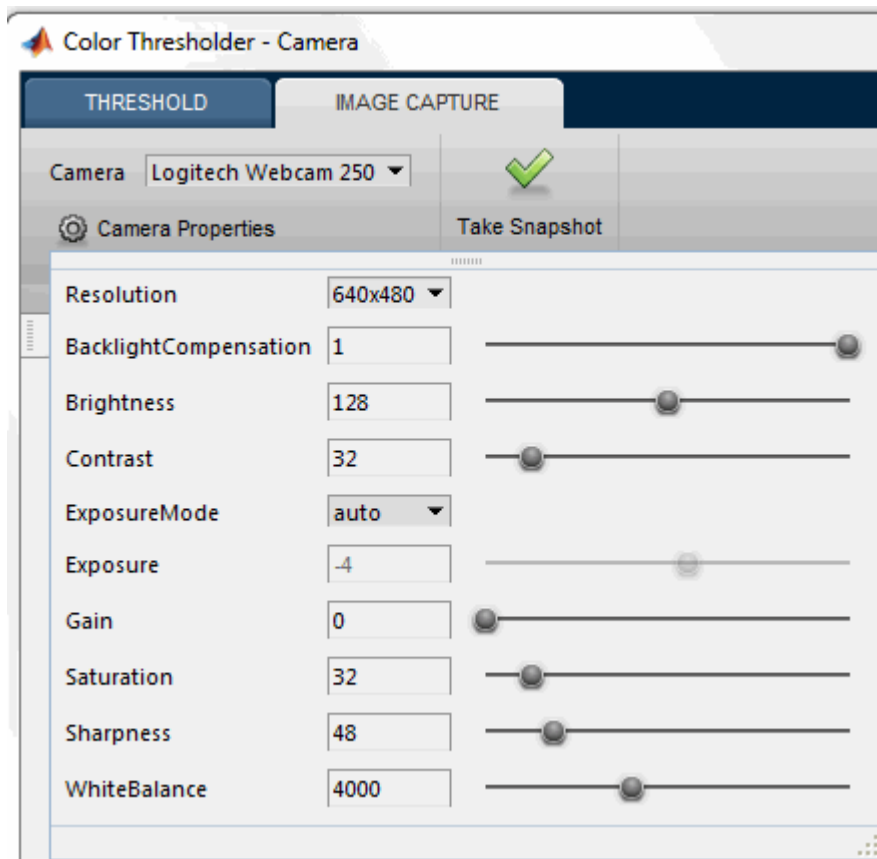 Color Thresholder - Camera
THRESHOLD IMAGE CAPTURE
Camera Logitech Webcam 250
Camera Properties Take Snapshot
Resolution 640x480
BacklightCompensation 1
Brightness 128
Contrast 32
ExposureMode auto
Exposure -4
Gain 0
Saturation 32
Sharpness 48
WhiteBalance 4000